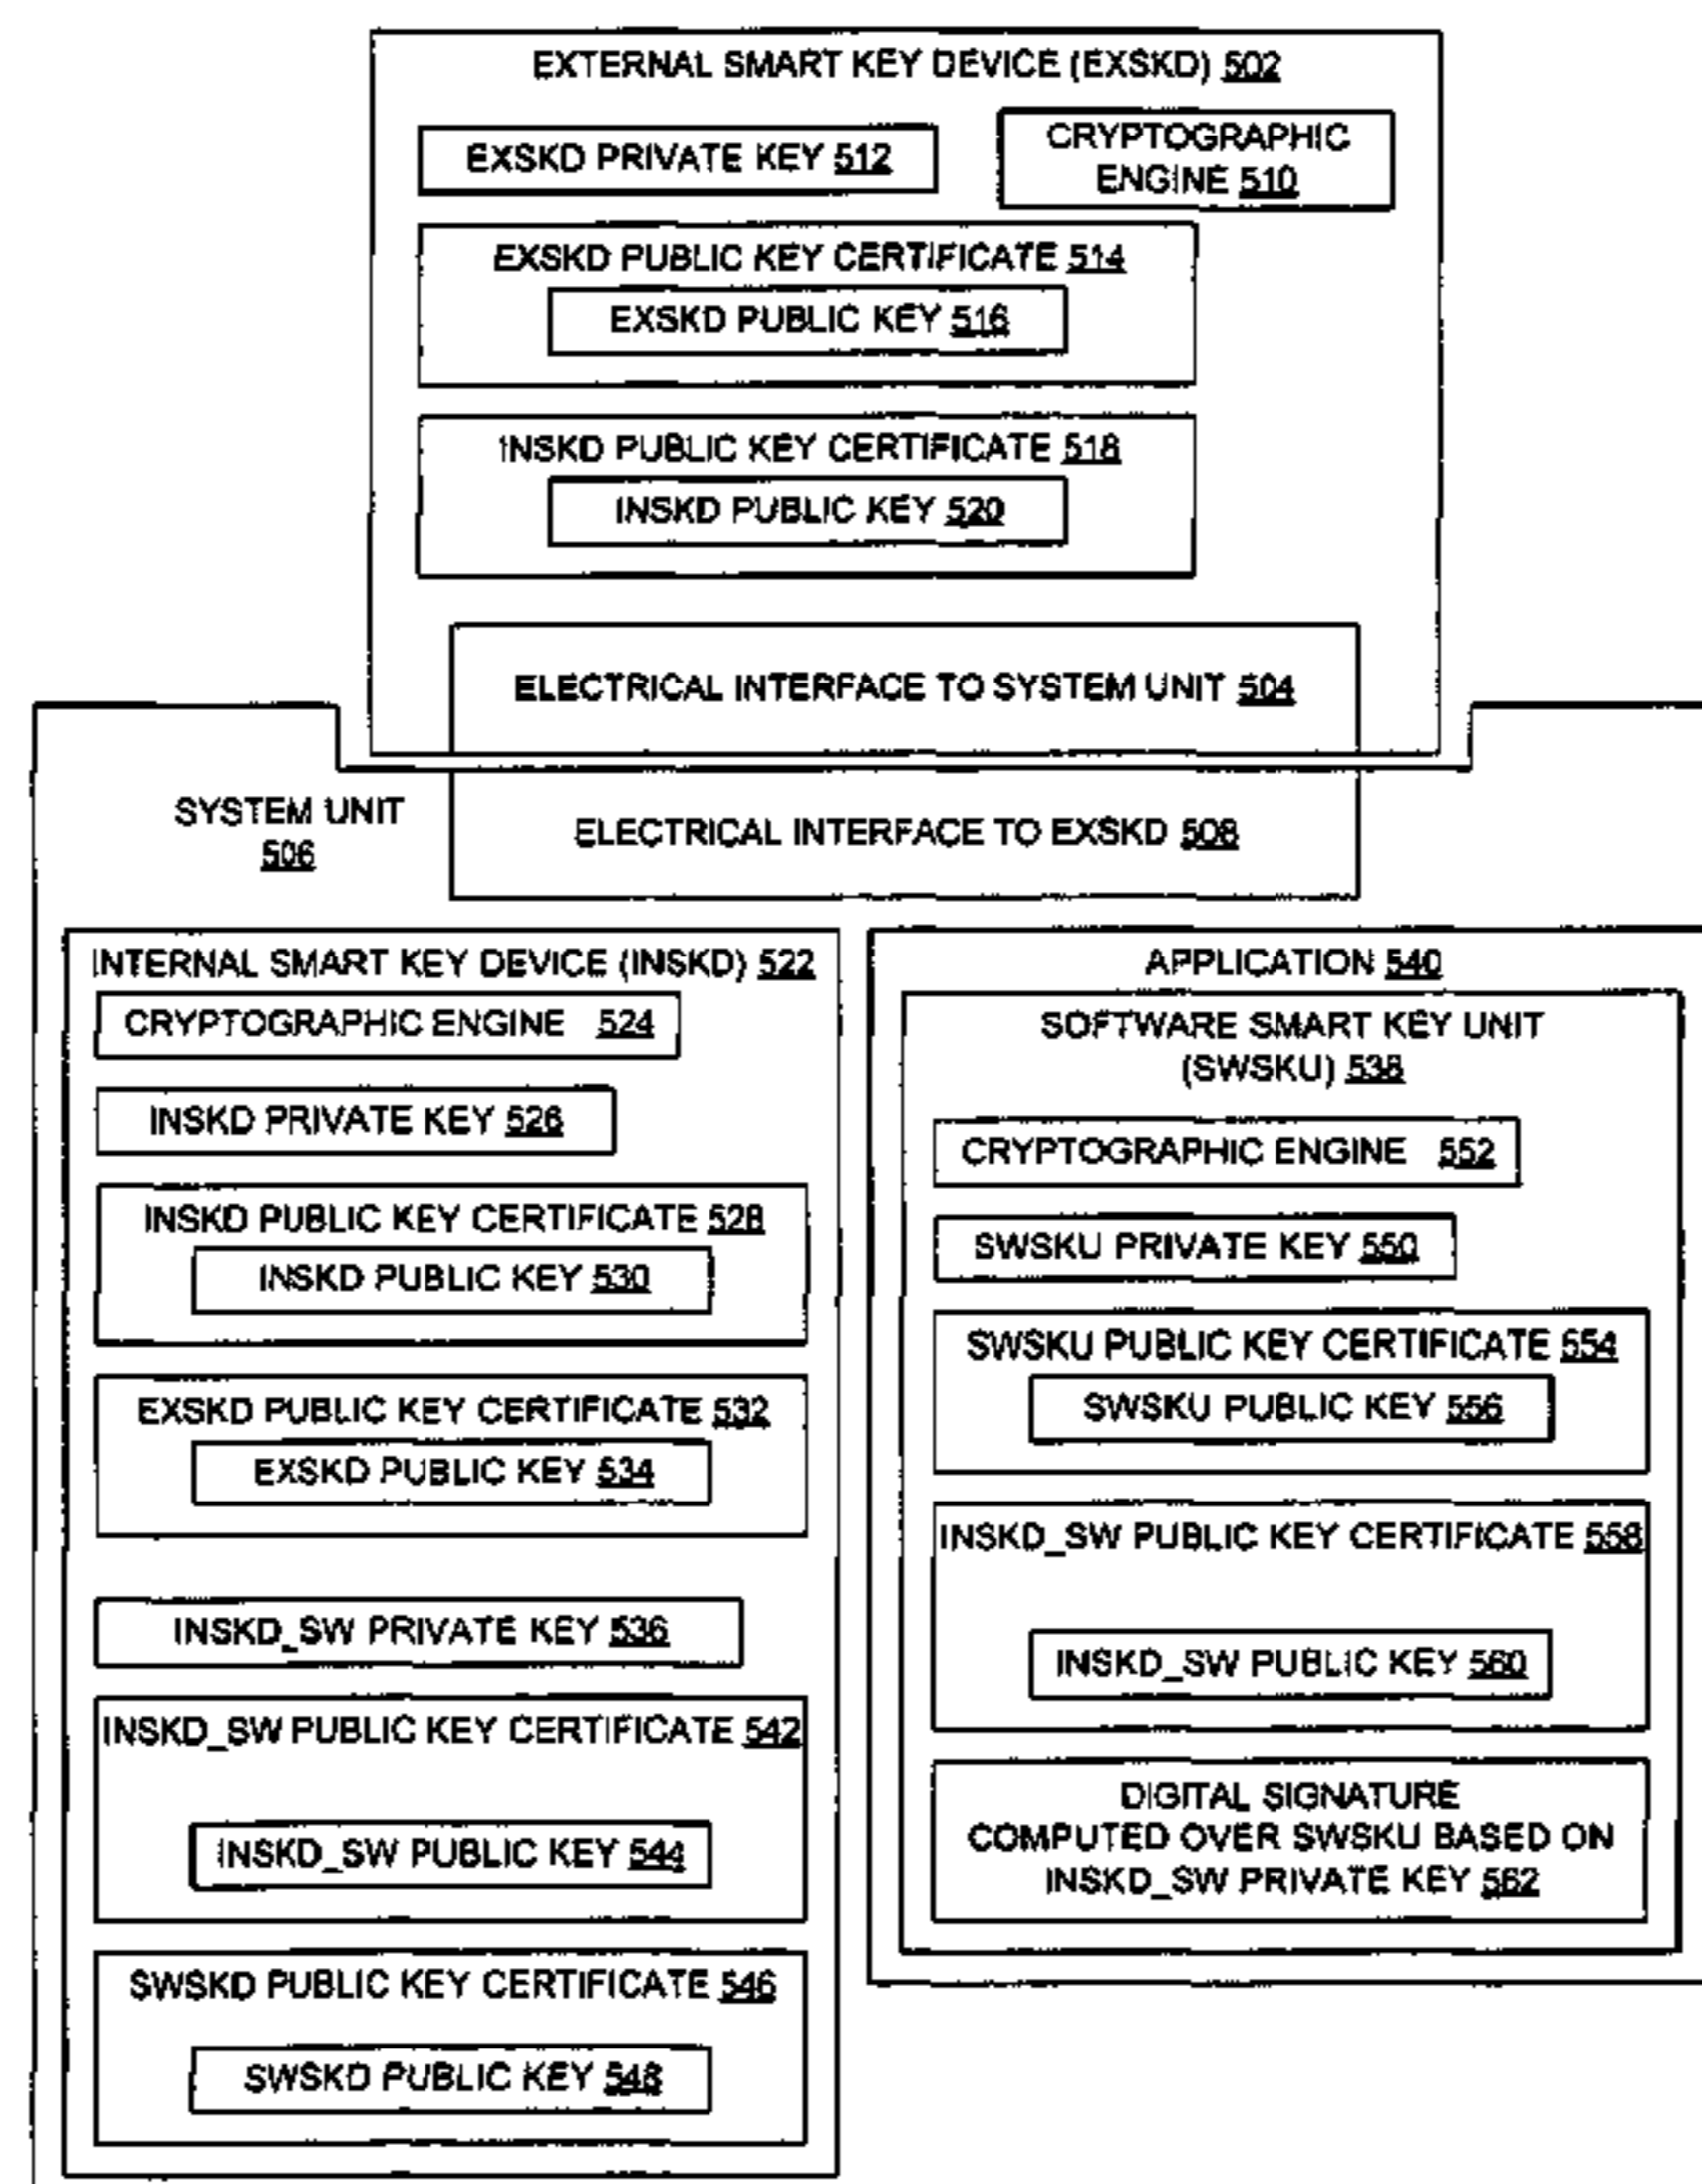 EXTERNAL SMART KEY DEVICE (EXSKD) 502
EXSKD PRIVATE KEY 512
CRYPTOGRAPHIC
ENGINE 510
EXSKD PUBLIC KEY CERTIFICATE 514
EXSKD PUBLIC KEY 516
INSKD PUBLIC KEY CERTIFICATE 518
INSKD PUBLIC KEY 520
ELECTRICAL INTERFACE TO SYSTEM UNIT 504
SYSTEM UNIT
506
ELECTRICAL INTERFACE TO EXSKD 508
INTERNAL SMART KEY DEVICE (INSKD) 522
CRYPTOGRAPHIC ENGINE 524
INSKD PRIVATE KEY 526
INSKD PUBLIC KEY CERTIFICATE 528
INSKD PUBLIC KEY 530
EXSKD PUBLIC KEY CERTIFICATE 532
EXSKD PUBLIC KEY 534
INSKD_SW PRIVATE KEY 536
INSKD_SW PUBLIC KEY CERTIFICATE 542
INSKD_SW PUBLIC KEY 544
SWSKD PUBLIC KEY CERTIFICATE 546
SWSKD PUBLIC KEY 548
APPLICATION 540
SOFTWARE SMART KEY UNIT
(SWSKU) 538
CRYPTOGRAPHIC ENGINE 552
SWSKU PRIVATE KEY 550
SWSKU PUBLIC KEY CERTIFICATE 554
SWSKU PUBLIC KEY 556
INSKD_SW PUBLIC KEY CERTIFICATE 558
INSKD_SW PUBLIC KEY 560
DIGITAL SIGNATURE
COMPUTED OVER SWSKU BASED ON
INSKD_SW PRIVATE KEY 562